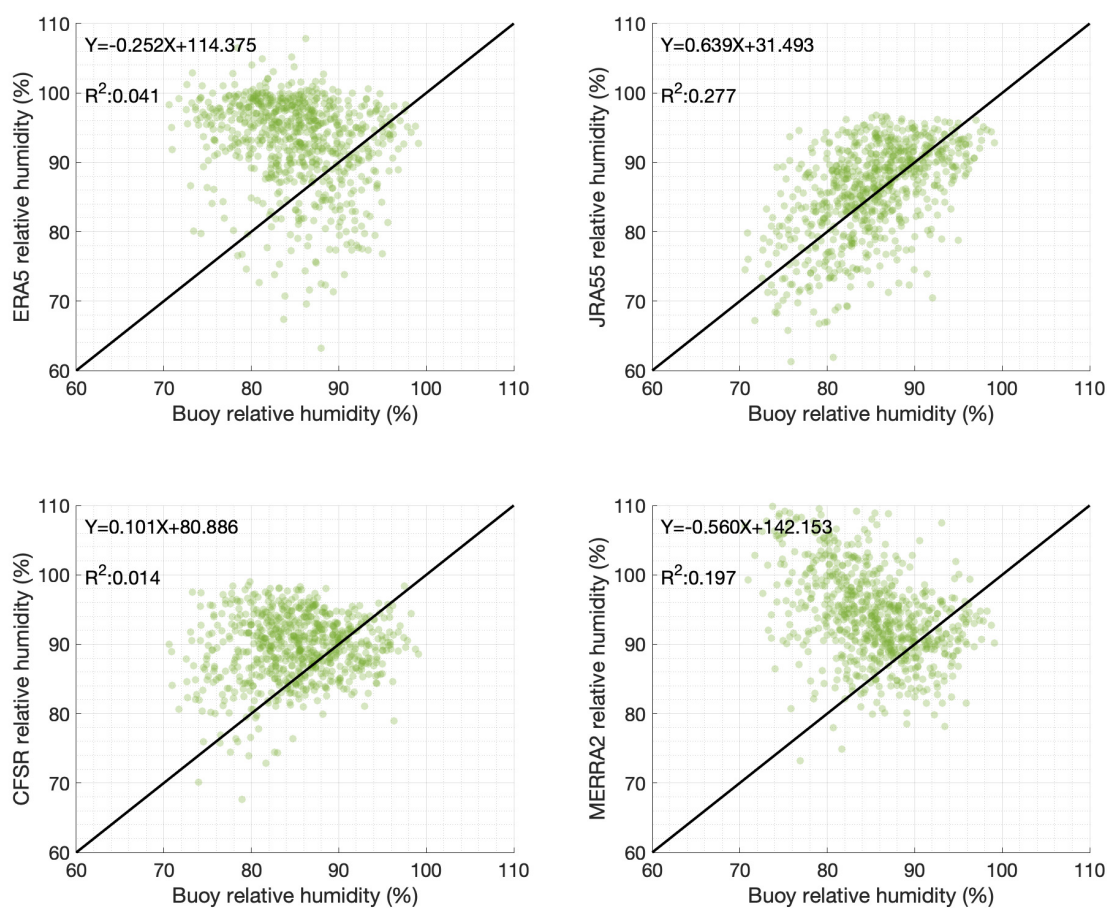 110
100
90
80
70
60
ERA5 relative humidity (%)
Y=-0.252X+114.375
R²:0.041
60 70 80 90 100 110
Buoy relative humidity (%)
110
100
90
80
70
60
JRA55 relative humidity (%)
Y=0.639X+31.493
R²:0.277
60 70 80 90 100 110
Buoy relative humidity (%)
110
100
90
80
70
60
CFSR relative humidity (%)
Y=0.101X+80.886
R²:0.014
60 70 80 90 100 110
Buoy relative humidity (%)
110
100
90
80
70
60
MERRA2 relative humidity (%)
Y=-0.560X+142.153
R²:0.197
60 70 80 90 100 110
Buoy relative humidity (%)